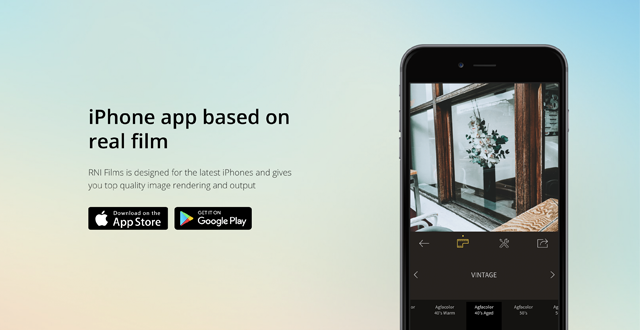 iPhone app based on
real film
RNI Films is designed for the latest iPhones and gives
you top quality image rendering and output
Download on the
App Store
GET IT ON
Google Play
VINTAGE
Agfacolor
40's Warm
Agfacolor
40's Aged
Agfacolor
50's